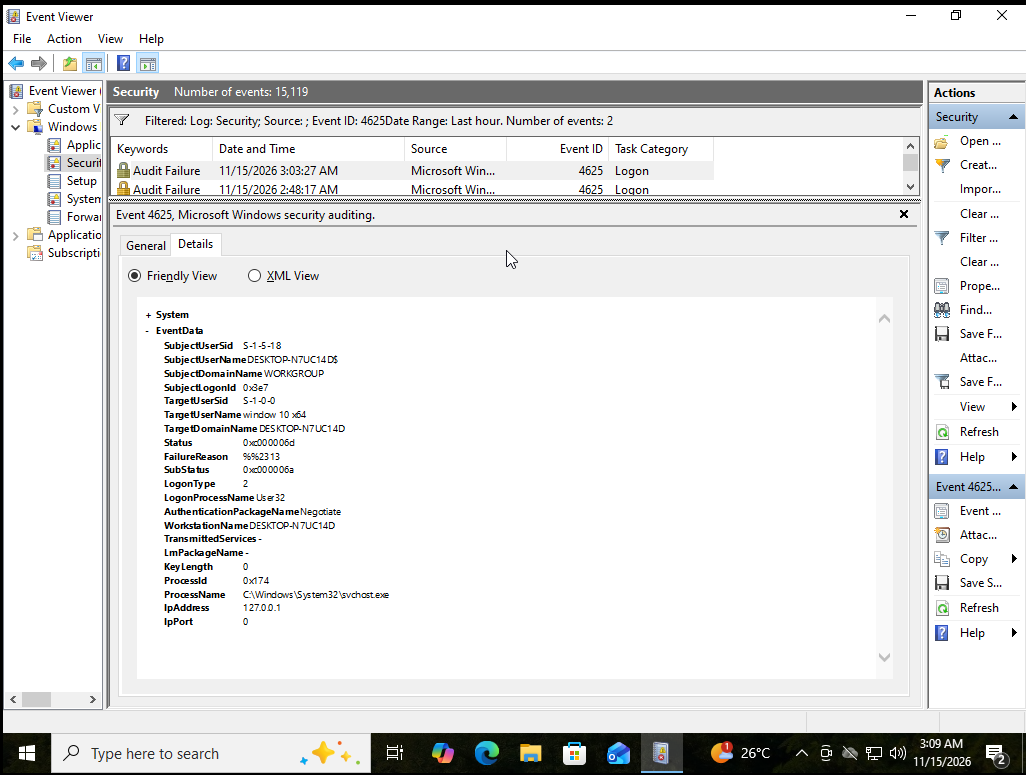 Event Viewer
File Action View Help
Event Viewer (
Custom V
Windows
Applic
Securit
Setup
System
Forwar
Applicatio
Subscripti
Security Number of events: 15,119
Filtered: Log: Security; Source: ; Event ID: 4625Date Range: Last hour. Number of events: 2
Keywords Date and Time Source Event ID Task Category
Audit Failure 11/15/2026 3:03:27 AM Microsoft Win... 4625 Logon
Audit Failure 11/15/2026 2:48:17 AM Microsoft Win... 4625 Logon
Event 4625, Microsoft Windows security auditing.
General Details
Friendly View XML View
+ System
- EventData
SubjectUserSid S-1-5-18
SubjectUserName DESKTOP-N7UC14D$
SubjectDomainName WORKGROUP
SubjectLogonId 0x3e7
TargetUserSid S-1-0-0
TargetUserName window 10 x64
TargetDomainName DESKTOP-N7UC14D
Status 0xc000006d
FailureReason %%2313
SubStatus 0xc000006a
LogonType 2
LogonProcessName User32
AuthenticationPackageName Negotiate
WorkstationName DESKTOP-N7UC14D
TransmittedServices -
LmPackageName -
KeyLength 0
ProcessId 0x174
ProcessName C:\Windows\System32\svchost.exe
IpAddress 127.0.0.1
IpPort 0
Actions
Security
Open ...
Creat...
Impor...
Clear ...
Filter ...
Clear ...
Prope...
Find...
Save F...
Attac...
Save F...
View
Refresh
Help
Event 4625...
Event ...
Attac...
Copy
Save S...
Refresh
Help
Type here to search
1
26°C
3:09 AM
11/15/2026
2